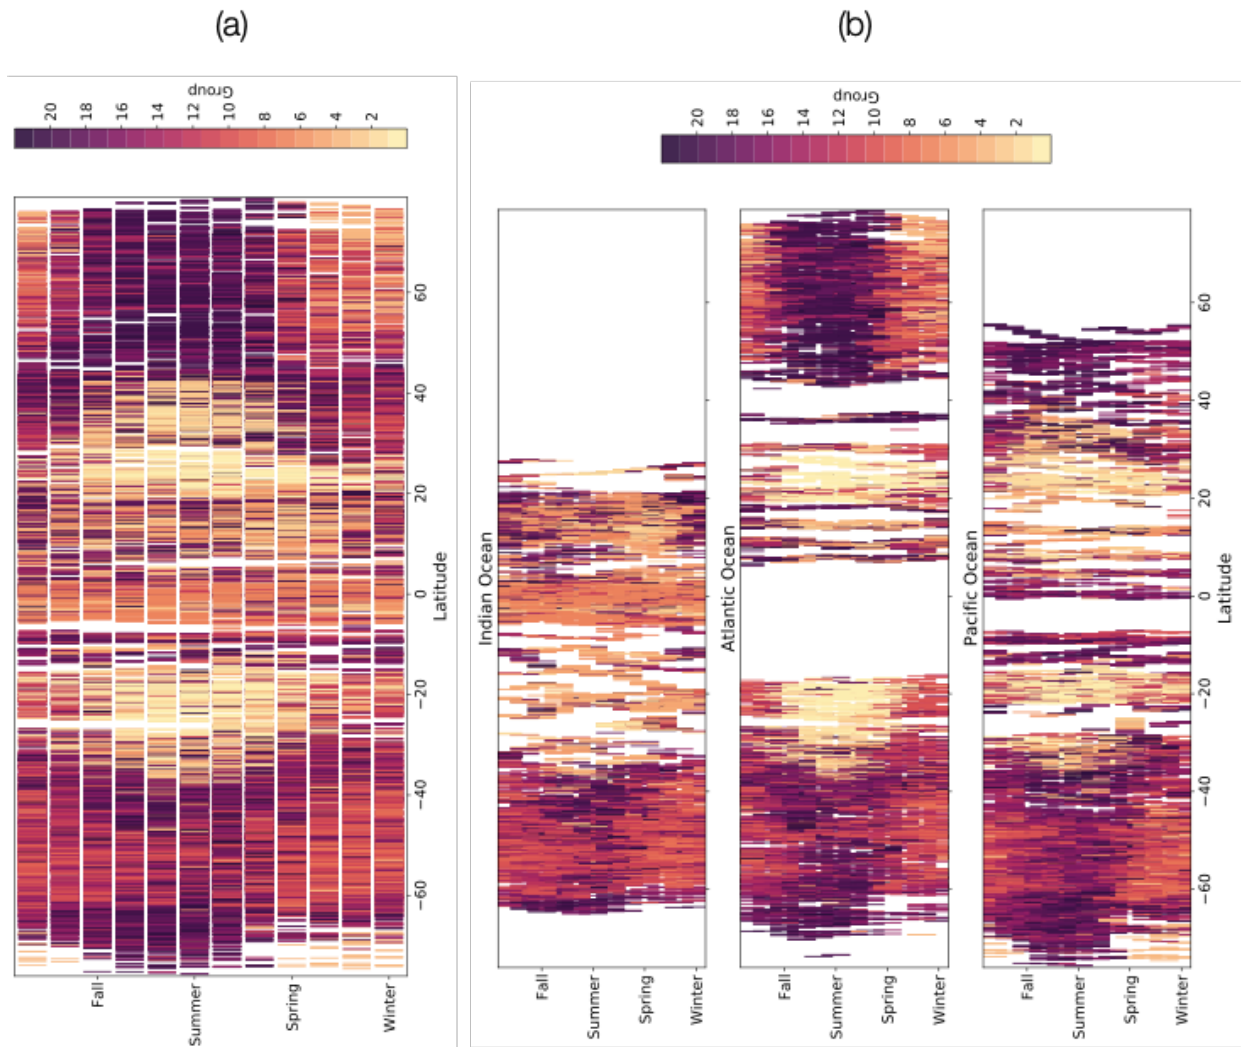 (a)
(b)
Group
20 18 16 14 12 10 8 6 4 2
Group
20 18 16 14 12 10 8 6 4 2
Fall
Summer
Spring
Winter
60
40
20
0
−20
−40
−60
Latitude
Indian Ocean
Fall
Summer
Spring
Winter
Atlantic Ocean
Fall
Summer
Spring
Winter
Pacific Ocean
Fall
Summer
Spring
Winter
60
40
20
0
−20
−40
−60
Latitude